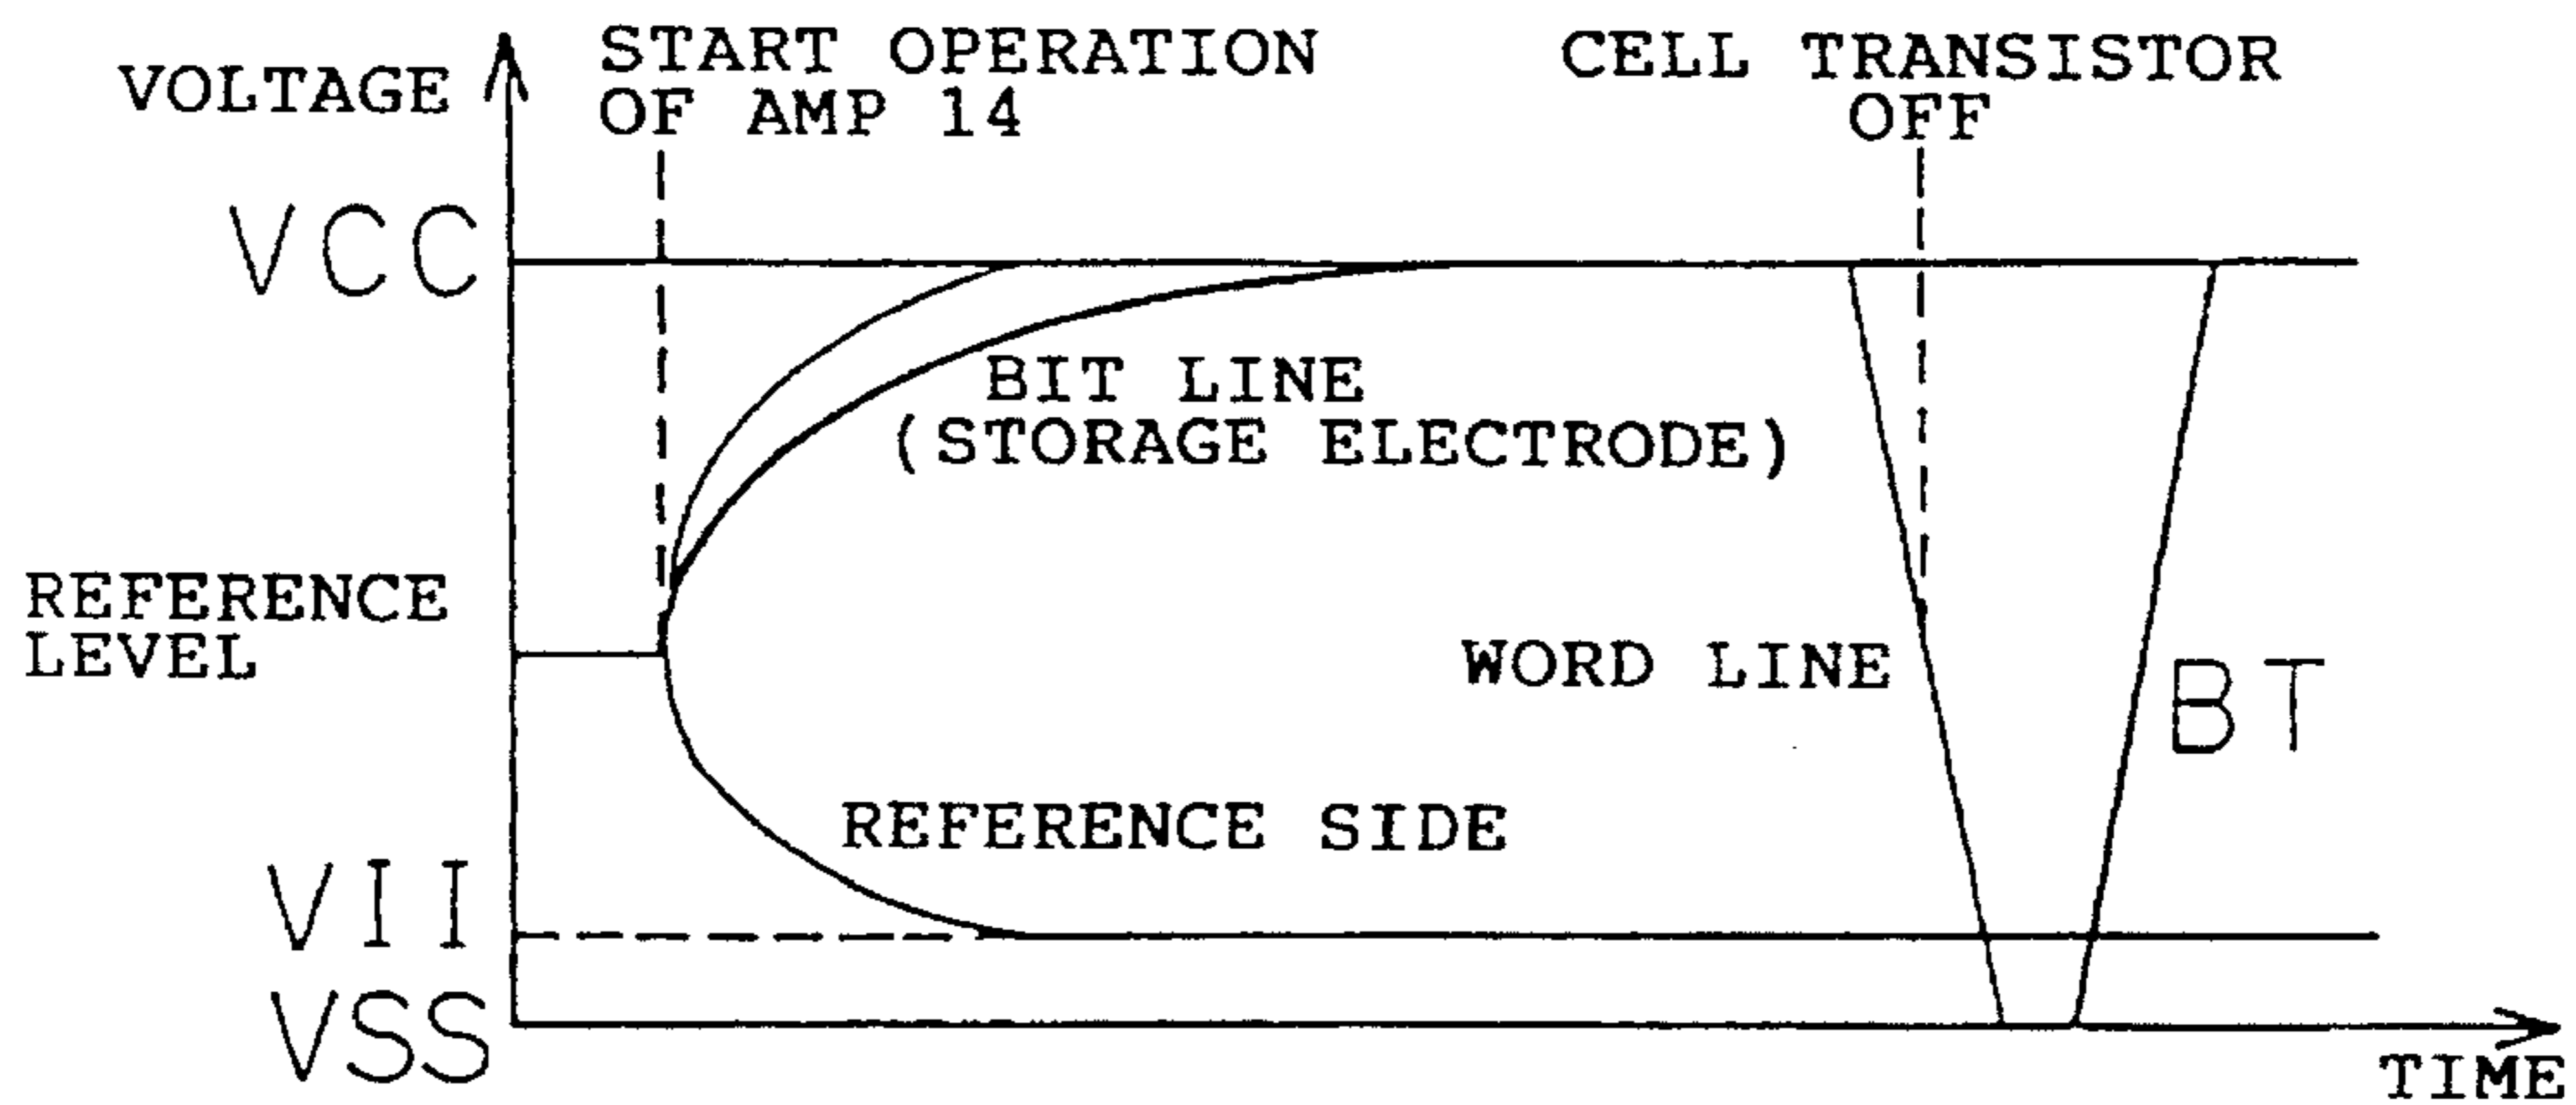 VOLTAGE
START OPERATION
OF AMP 14
CELL TRANSISTOR
OFF
VCC
BIT LINE
(STORAGE ELECTRODE)
REFERENCE
LEVEL
WORD LINE
BT
REFERENCE SIDE
VII
VSS
TIME